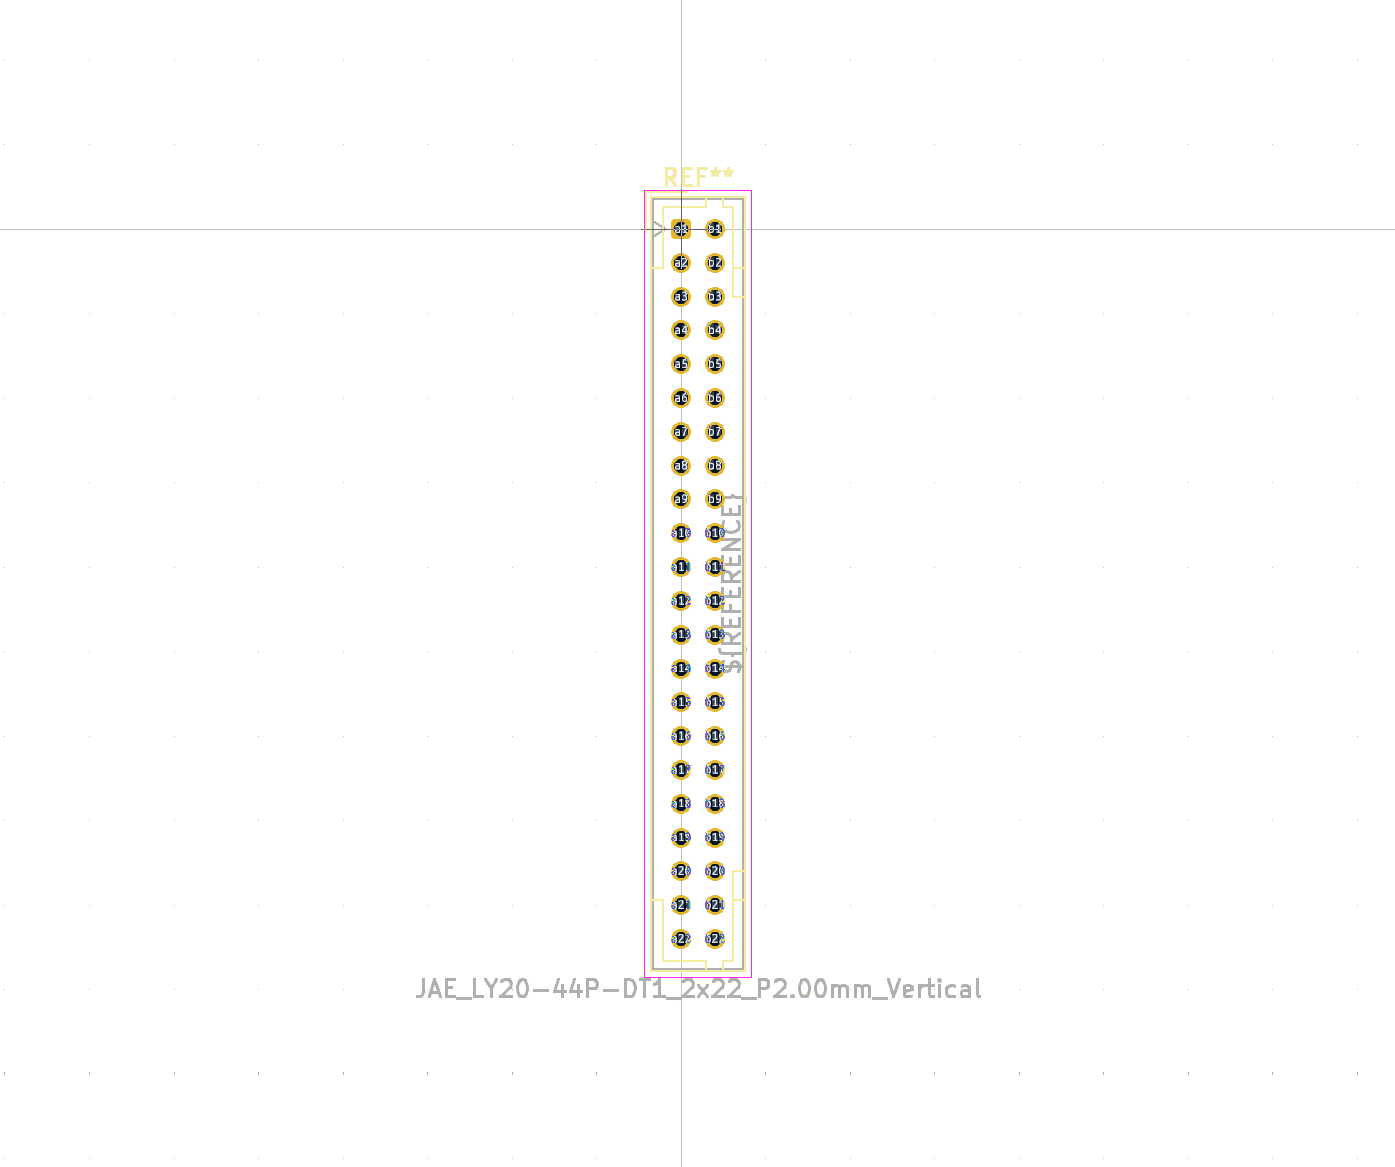 REF**
a1 b1
a2 b2
a3 b3
a4 b4
a5 b5
a6 b6
a7 b7
a8 b8
a9 b9
a10 b10
a11 b11
a12 b12
a13 b13
a14 b14
a15 b15
a16 b16
a17 b17
a18 b18
a19 b19
a20 b20
a21 b21
a22 b22
${REFERENCE}
JAE_LY20-44P-DT1_2x22_P2.00mm_Vertical